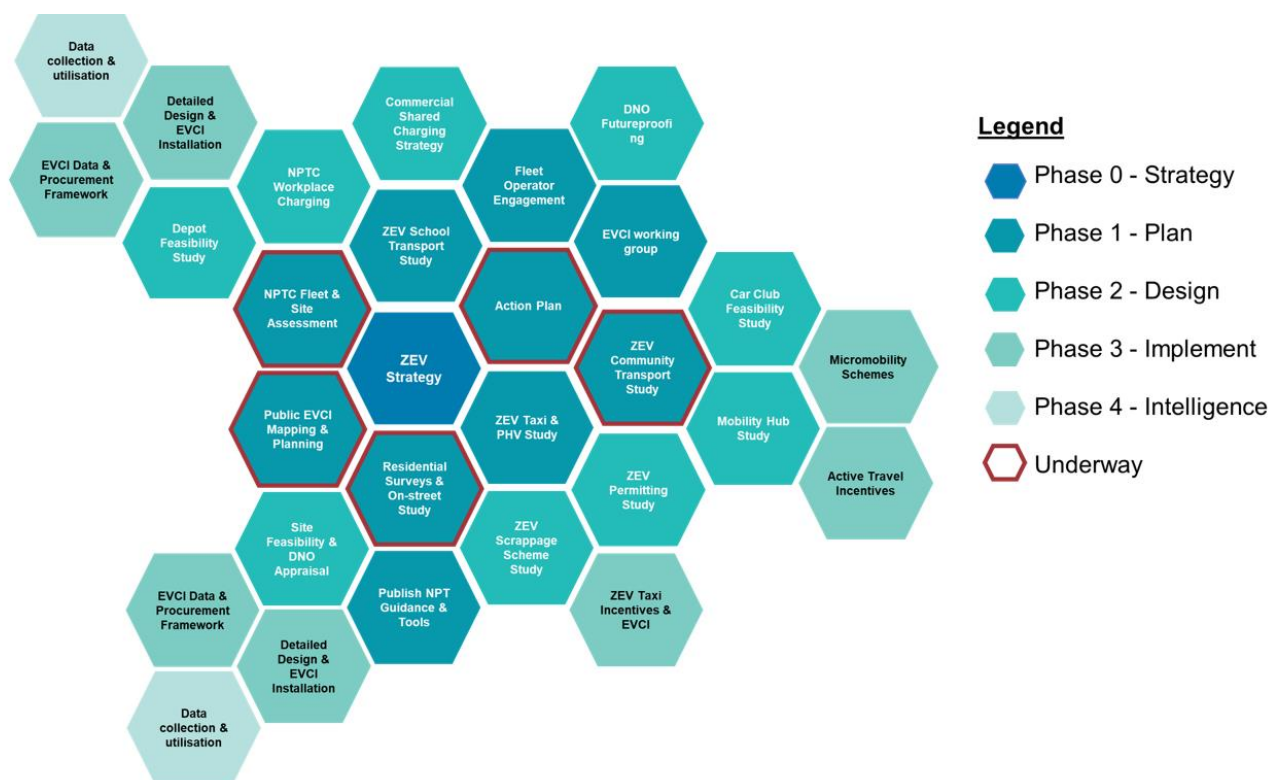 Data
collection &
utilisation
Detailed
Design &
EVCI
Installation
EVCI Data &
Procurement
Framework
Depot
Feasibility
Study
NPTC
Workplace
Charging
Commercial
Shared
Charging
Strategy
DNO
Futureproofi
ng
Fleet
Operator
Engagement
ZEV School
Transport
Study
EVCI working
group
NPTC Fleet &
Site
Assessment
Action Plan
Car Club
Feasibility
Study
ZEV
Strategy
ZEV
Community
Transport
Study
Micromobility
Schemes
Public EVCI
Mapping &
Planning
ZEV Taxi &
PHV Study
Mobility Hub
Study
Residential
Surveys &
On-street
Study
ZEV
Permitting
Study
Active Travel
Incentives
Site
Feasibility &
DNO
Appraisal
ZEV
Scrappage
Scheme
Study
EVCI Data &
Procurement
Framework
Publish NPT
Guidance &
Tools
ZEV Taxi
Incentives &
EVCI
Detailed
Design &
EVCI
Installation
Data
collection &
utilisation
Legend
Phase 0 - Strategy
Phase 1 - Plan
Phase 2 - Design
Phase 3 - Implement
Phase 4 - Intelligence
Underway